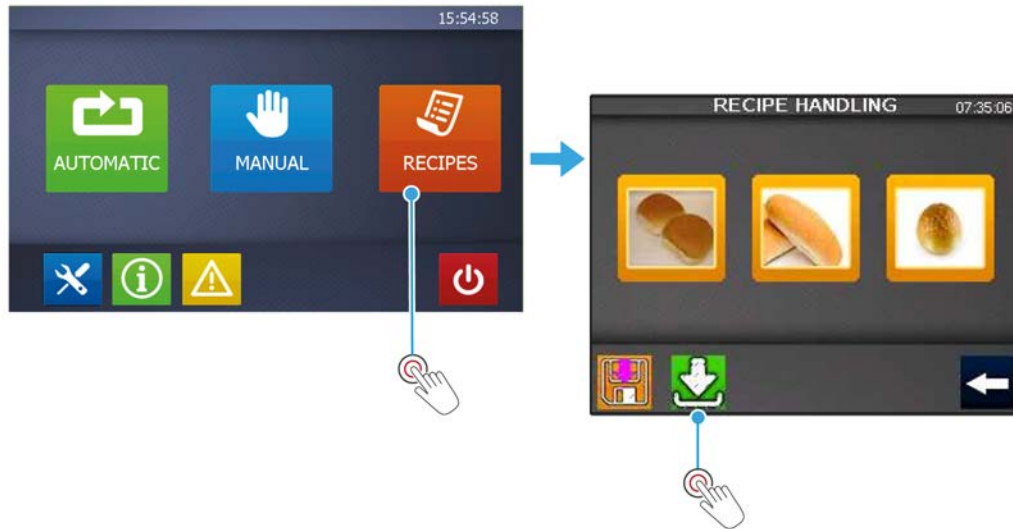 15:54:58
AUTOMATIC
MANUAL
RECIPES
RECIPE HANDLING
07:35:06